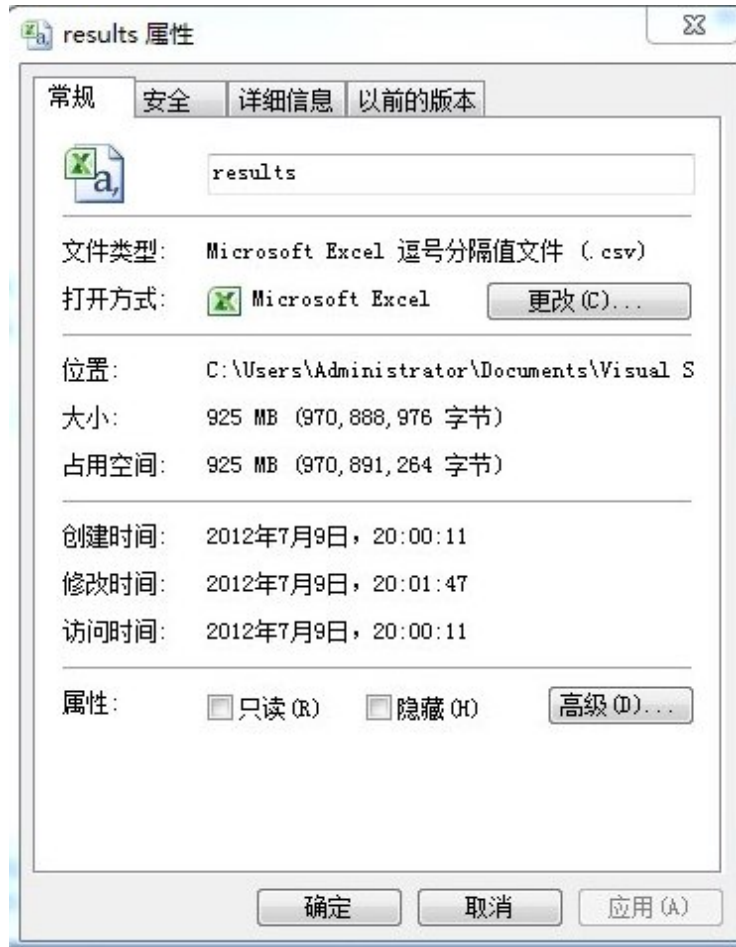 results 属性
常规 安全 详细信息 以前的版本
results
文件类型: Microsoft Excel 逗号分隔值文件 (.csv)
打开方式: Microsoft Excel 更改(C)...
位置: C:\Users\Administrator\Documents\Visual S
大小: 925 MB (970,888,976 字节)
占用空间: 925 MB (970,891,264 字节)
创建时间: 2012年7月9日，20:00:11
修改时间: 2012年7月9日，20:01:47
访问时间: 2012年7月9日，20:00:11
属性: 只读(R) 隐藏(H) 高级(D)...
确定 取消 应用(A)